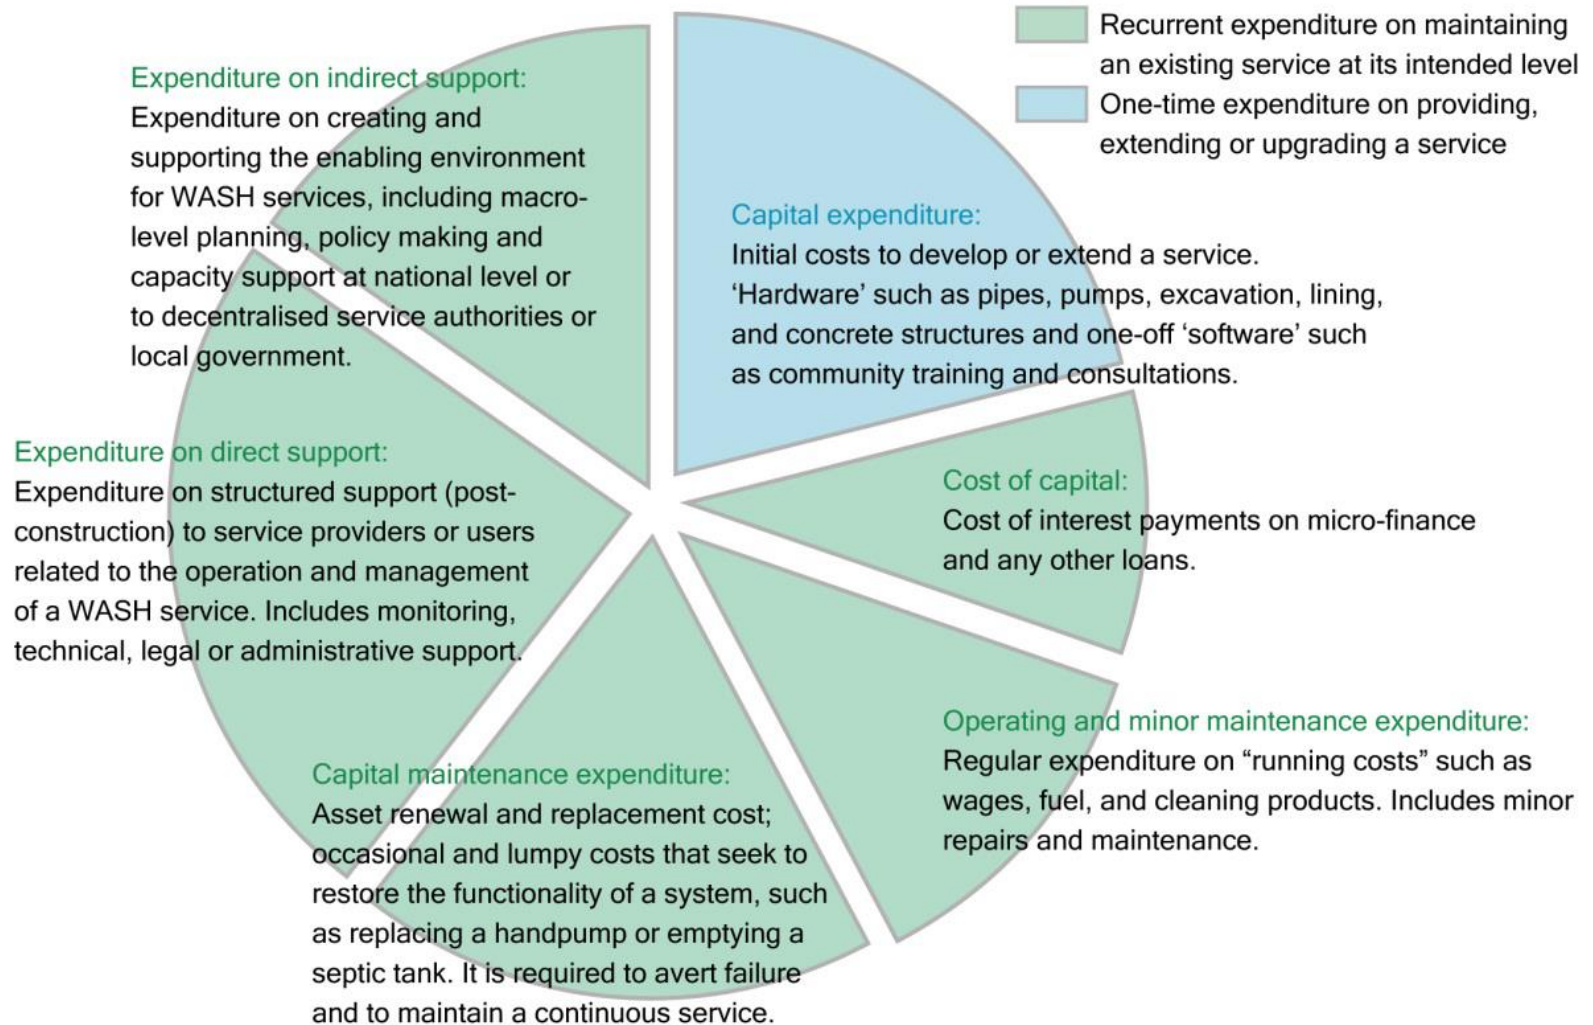 Recurrent expenditure on maintaining
an existing service at its intended level
One-time expenditure on providing,
extending or upgrading a service
Expenditure on indirect support:
Expenditure on creating and
supporting the enabling environment
for WASH services, including macro-
level planning, policy making and
capacity support at national level or
to decentralised service authorities or
local government.
Capital expenditure:
Initial costs to develop or extend a service.
‘Hardware’ such as pipes, pumps, excavation, lining,
and concrete structures and one-off ‘software’ such
as community training and consultations.
Expenditure on direct support:
Expenditure on structured support (post-
construction) to service providers or users
related to the operation and management
of a WASH service. Includes monitoring,
technical, legal or administrative support.
Cost of capital:
Cost of interest payments on micro-finance
and any other loans.
Operating and minor maintenance expenditure:
Regular expenditure on “running costs” such as
wages, fuel, and cleaning products. Includes minor
repairs and maintenance.
Capital maintenance expenditure:
Asset renewal and replacement cost;
occasional and lumpy costs that seek to
restore the functionality of a system, such
as replacing a handpump or emptying a
septic tank. It is required to avert failure
and to maintain a continuous service.